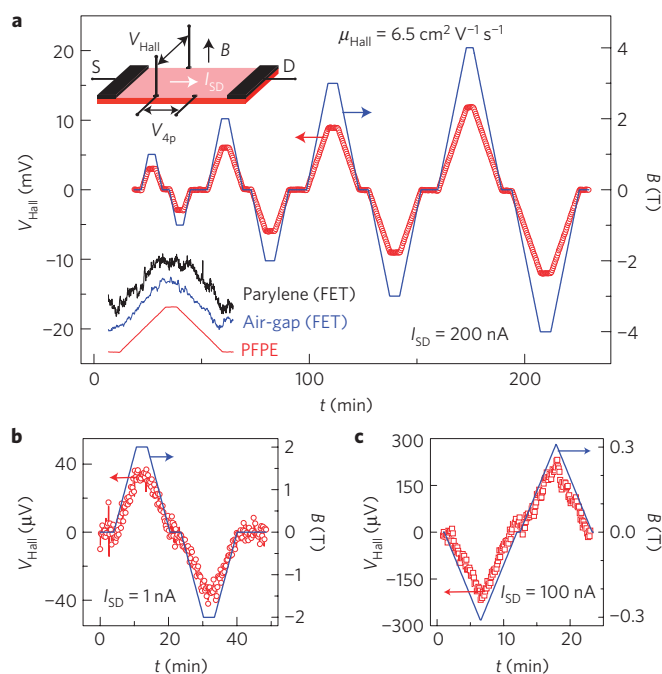 a
μHall = 6.5 cm² V⁻¹ s⁻¹
VHall
B
S
D
ISD
V4p
20
10
0
−10
−20
VHall (mV)
4
2
0
−2
−4
B (T)
Parylene (FET)
Air-gap (FET)
PFPE
ISD = 200 nA
0
50
100
150
200
t (min)
b
40
0
−40
VHall (μV)
2
1
0
−1
−2
B (T)
ISD = 1 nA
0
20
40
t (min)
c
300
150
0
−150
−300
VHall (μV)
0.3
0.0
−0.3
B (T)
ISD = 100 nA
0
10
20
t (min)